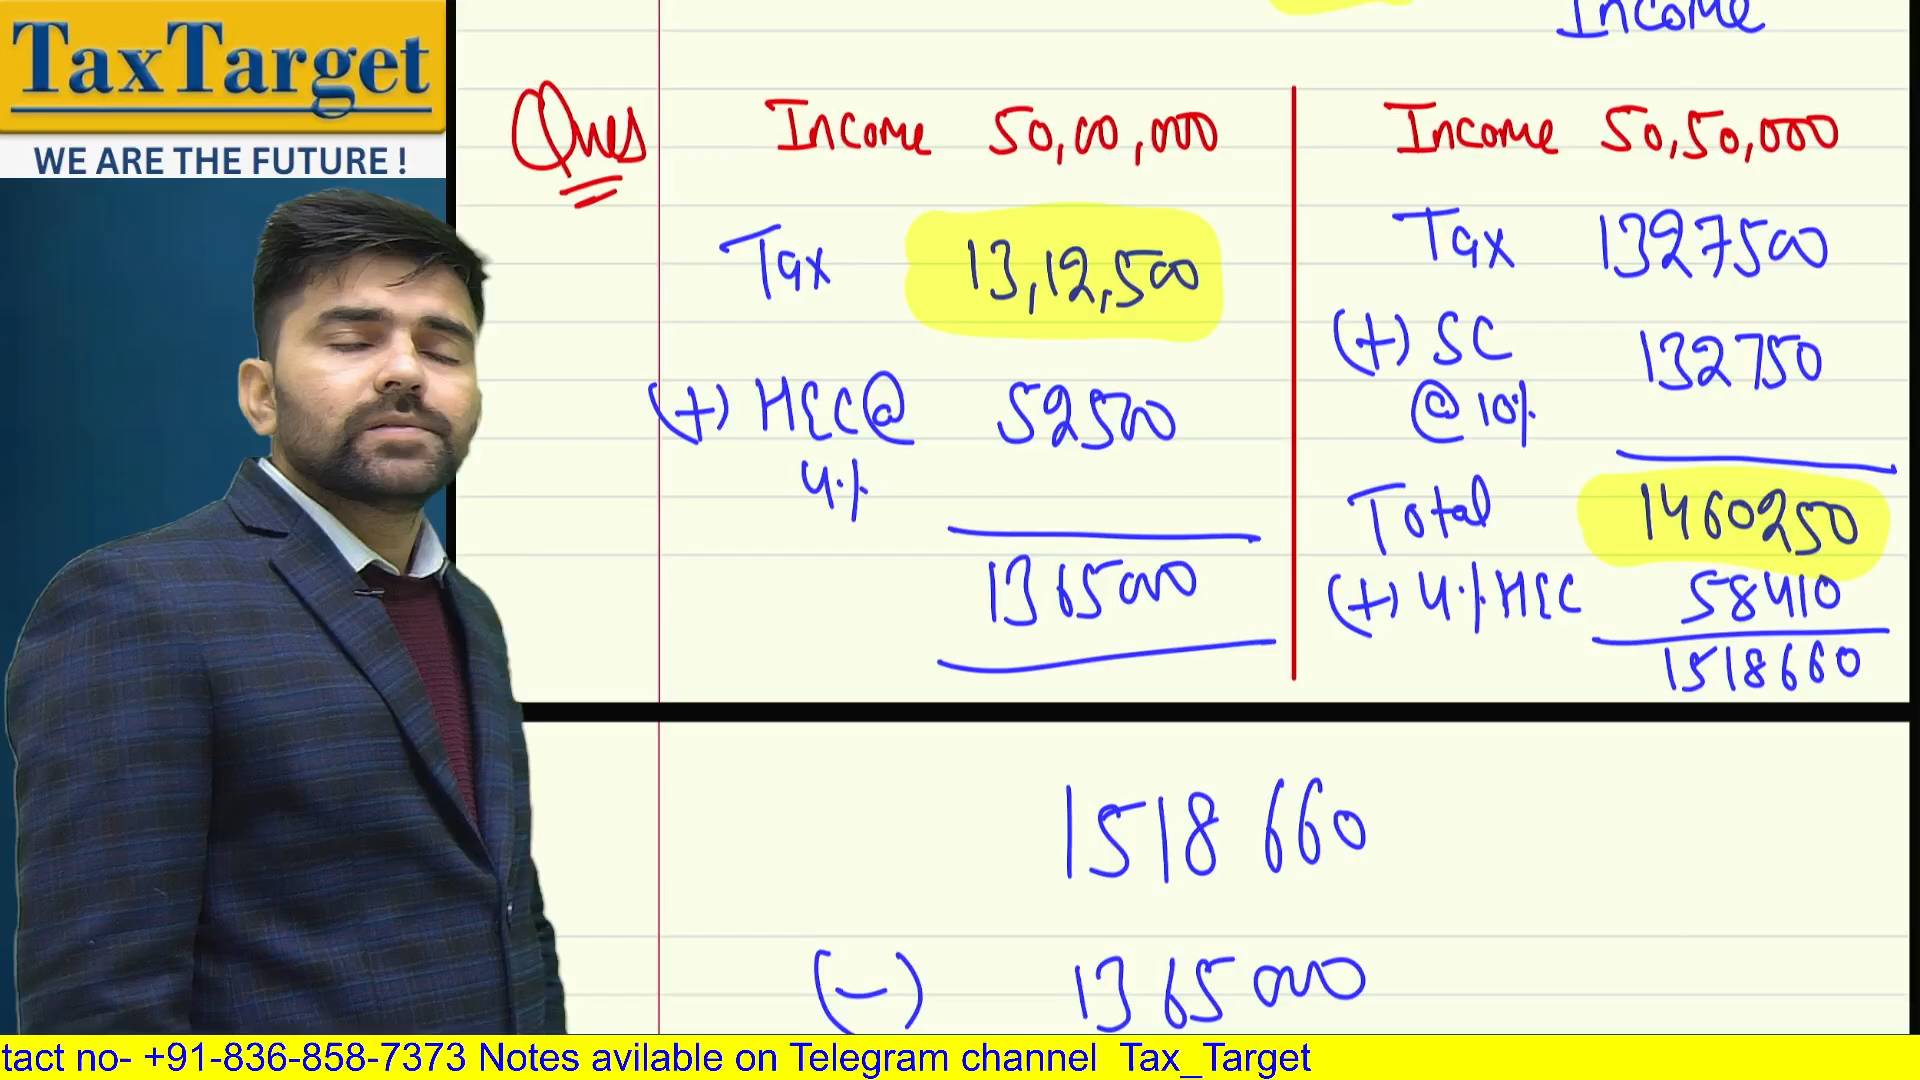 TaxTarget
WE ARE THE FUTURE !
Income
Ques
Income 50,00,000
Tax 13,12,500
(+) HEC@ 52500
4%
1365000
Income 50,50,000
Tax 1327500
(+) SC 132750
@ 10%
Total 1460250
(+) 4% HEC 58410
1518660
1518660
(-) 1365000
tact no- +91-836-858-7373 Notes avilable on Telegram channel Tax_Target